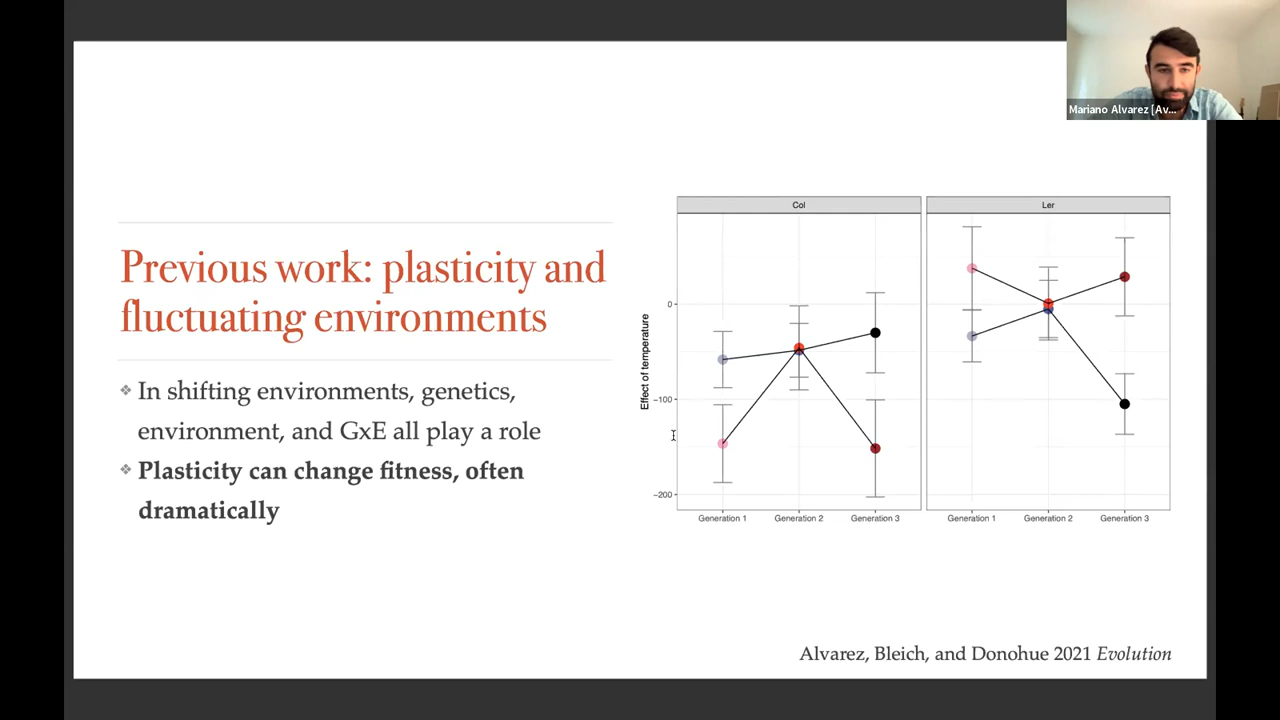 Mariano Alvarez [Av...
Previous work: plasticity and
fluctuating environments
❖ In shifting environments, genetics,
environment, and GxE all play a role
❖ Plasticity can change fitness, often
dramatically
Effect of temperature
0
−100
−200
Col
Ler
Generation 1 Generation 2 Generation 3
Generation 1 Generation 2 Generation 3
Alvarez, Bleich, and Donohue 2021 Evolution